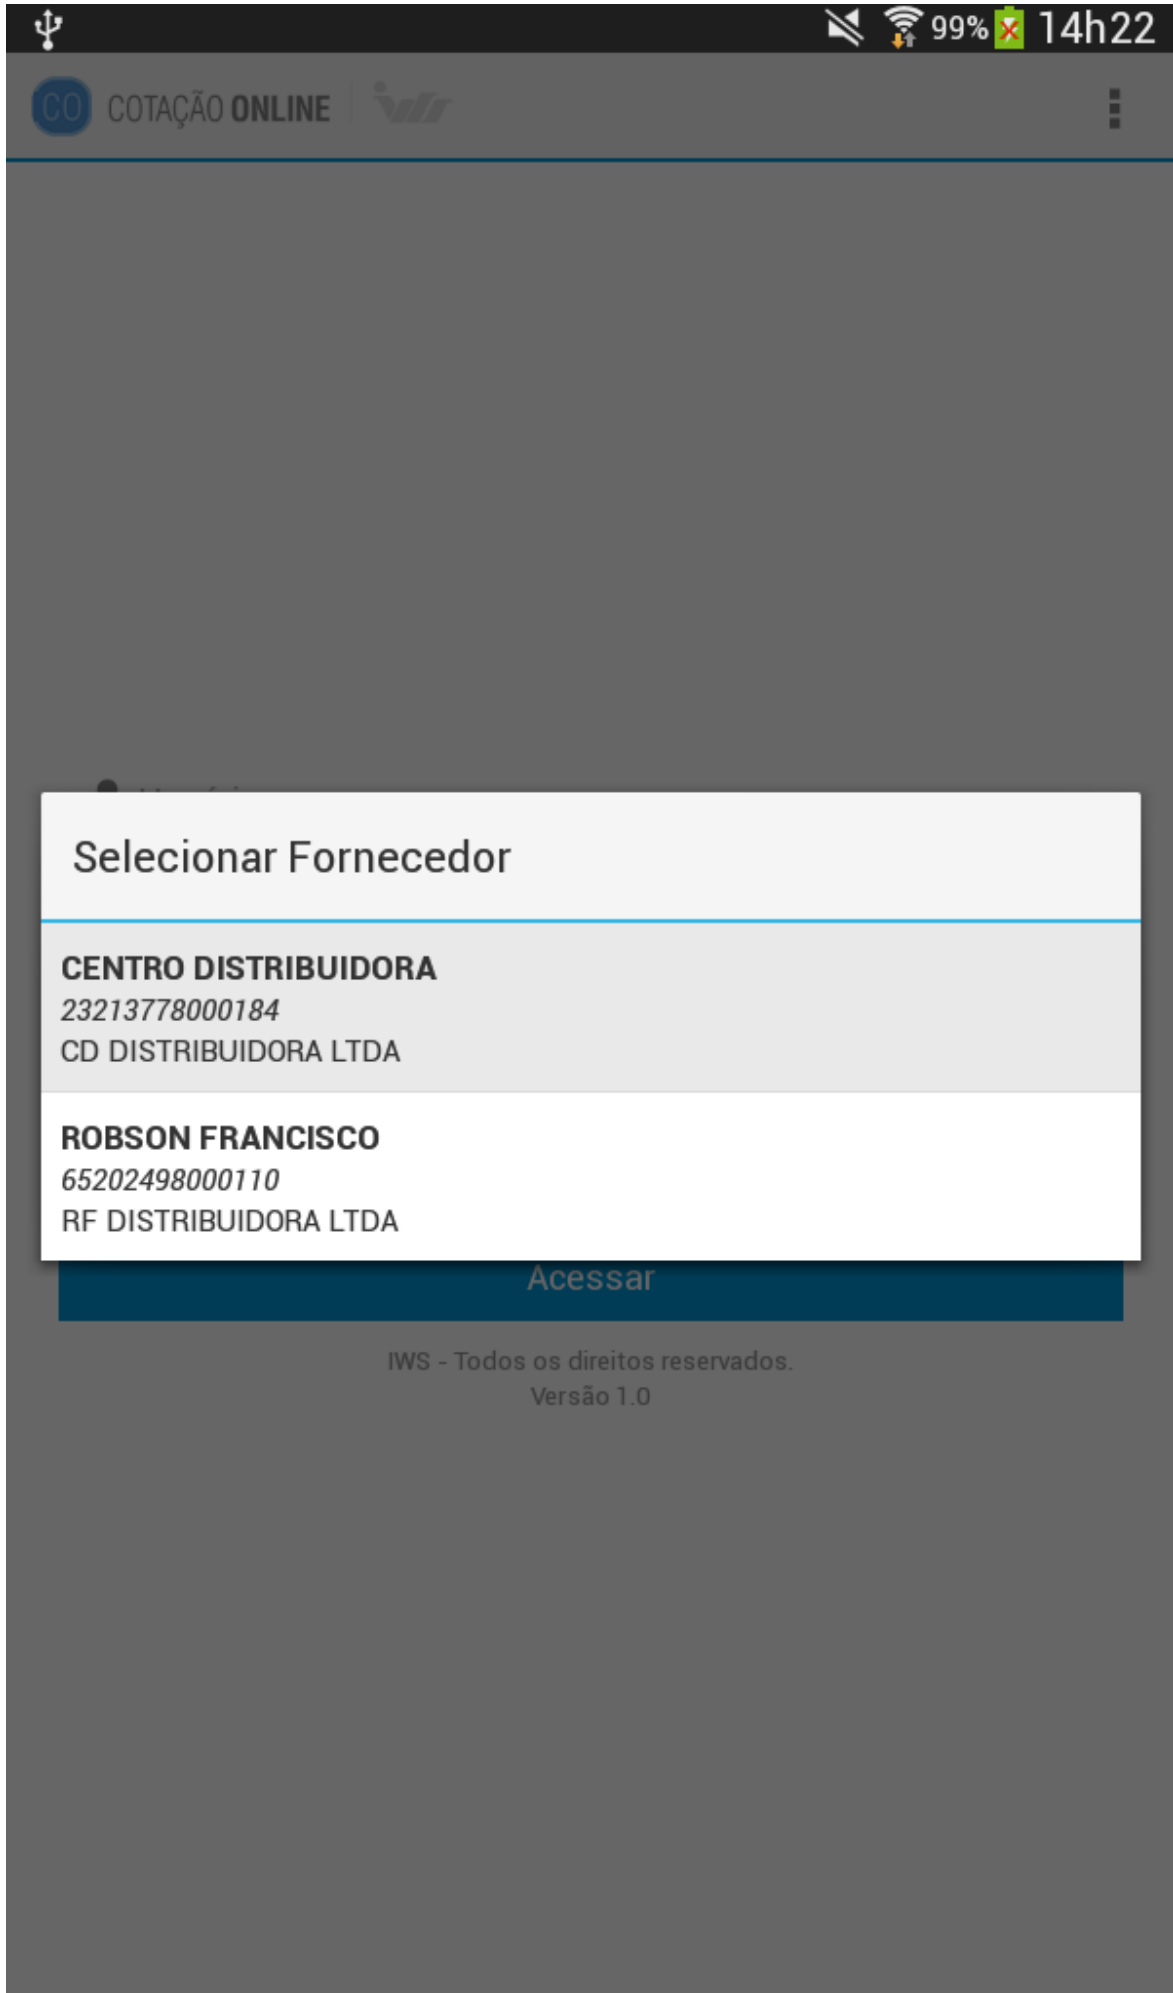 99% 14h22
CO COTAÇÃO ONLINE iws
Selecionar Fornecedor
CENTRO DISTRIBUIDORA
23213778000184
CD DISTRIBUIDORA LTDA
ROBSON FRANCISCO
65202498000110
RF DISTRIBUIDORA LTDA
Acessar
IWS - Todos os direitos reservados.
Versão 1.0